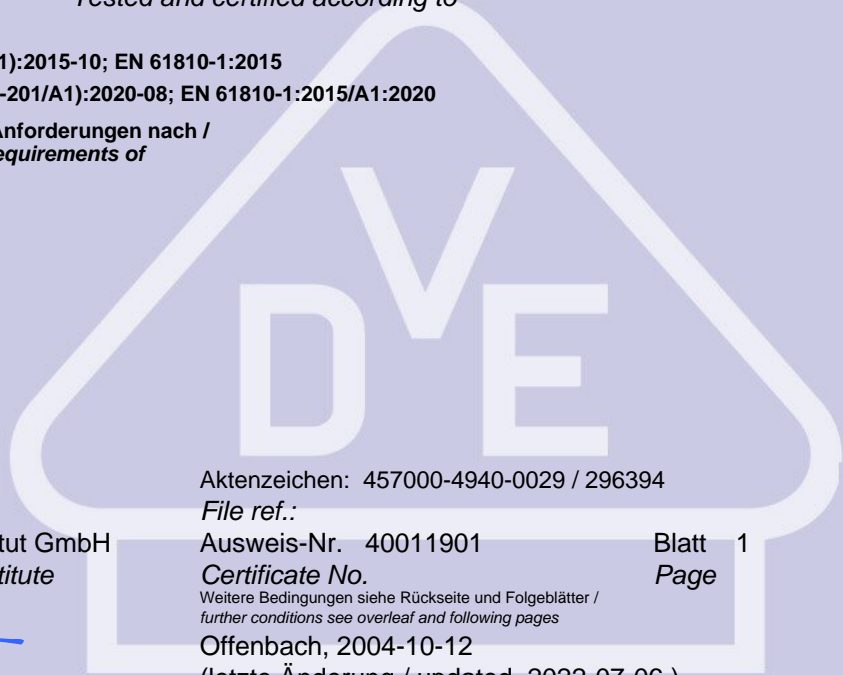 Tested and certified according to
1):2015-10; EN 61810-1:2015
-201/A1):2020-08; EN 61810-1:2015/A1:2020
Anforderungen nach /
equirements of
VDE
Aktenzeichen: 457000-4940-0029 / 296394
File ref.:
tut GmbH Ausweis-Nr. 40011901 Blatt 1
titute Certificate No. Page
Weitere Bedingungen siehe Rückseite und Folgeblätter /
further conditions see overleaf and following pages
Offenbach, 2004-10-12
(letzte Änderung / updated 2022-07-06 )